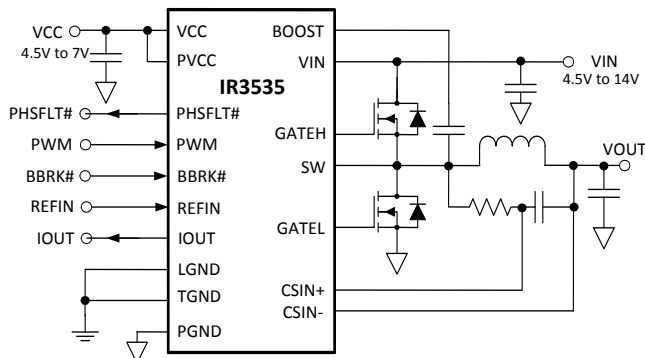 VCC
4.5V to 7V
PHSFLT#
PWM
BBRK#
REFIN
IOUT
VCC
PVCC
IR3535
PHSFLT#
PWM
BBRK#
REFIN
IOUT
LGND
TGND
PGND
BOOST
VIN
GATEH
SW
GATEL
CSIN+
CSIN-
VIN
4.5V to 14V
VOUT